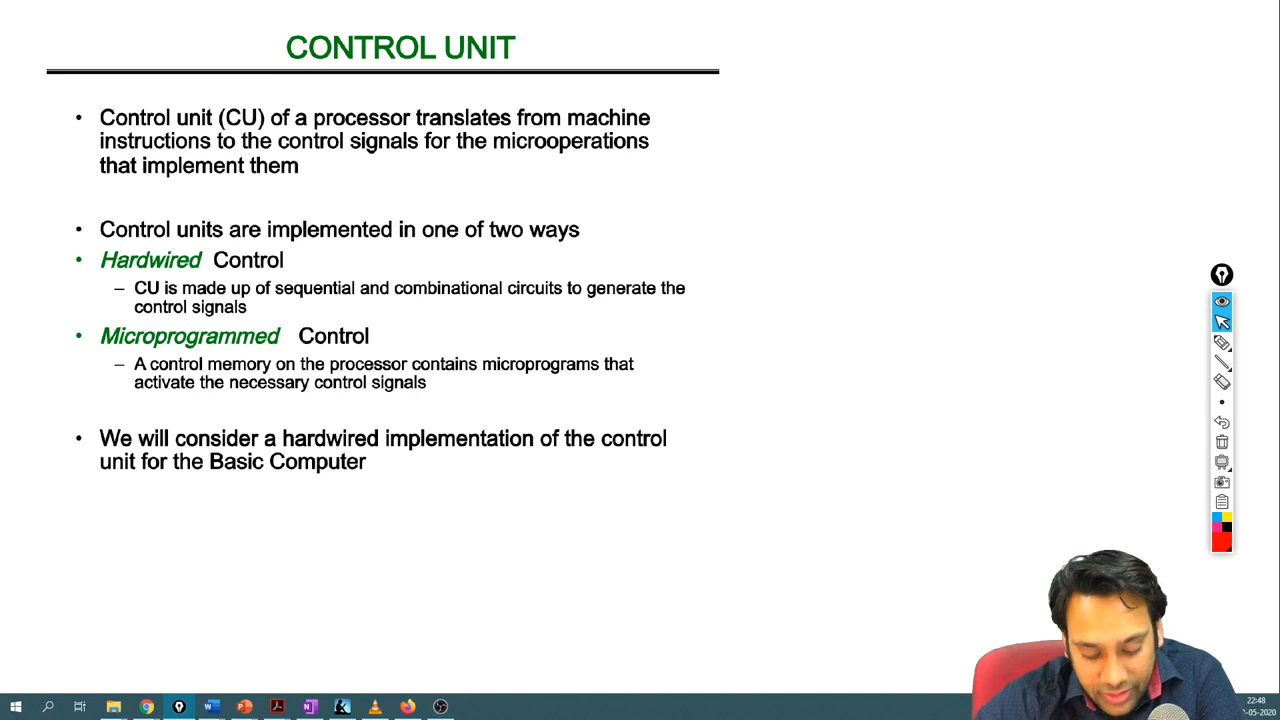 CONTROL UNIT
• Control unit (CU) of a processor translates from machine
instructions to the control signals for the microoperations
that implement them
• Control units are implemented in one of two ways
• Hardwired Control
– CU is made up of sequential and combinational circuits to generate the
control signals
• Microprogrammed Control
– A control memory on the processor contains microprograms that
activate the necessary control signals
• We will consider a hardwired implementation of the control
unit for the Basic Computer
22:48
-05-2020